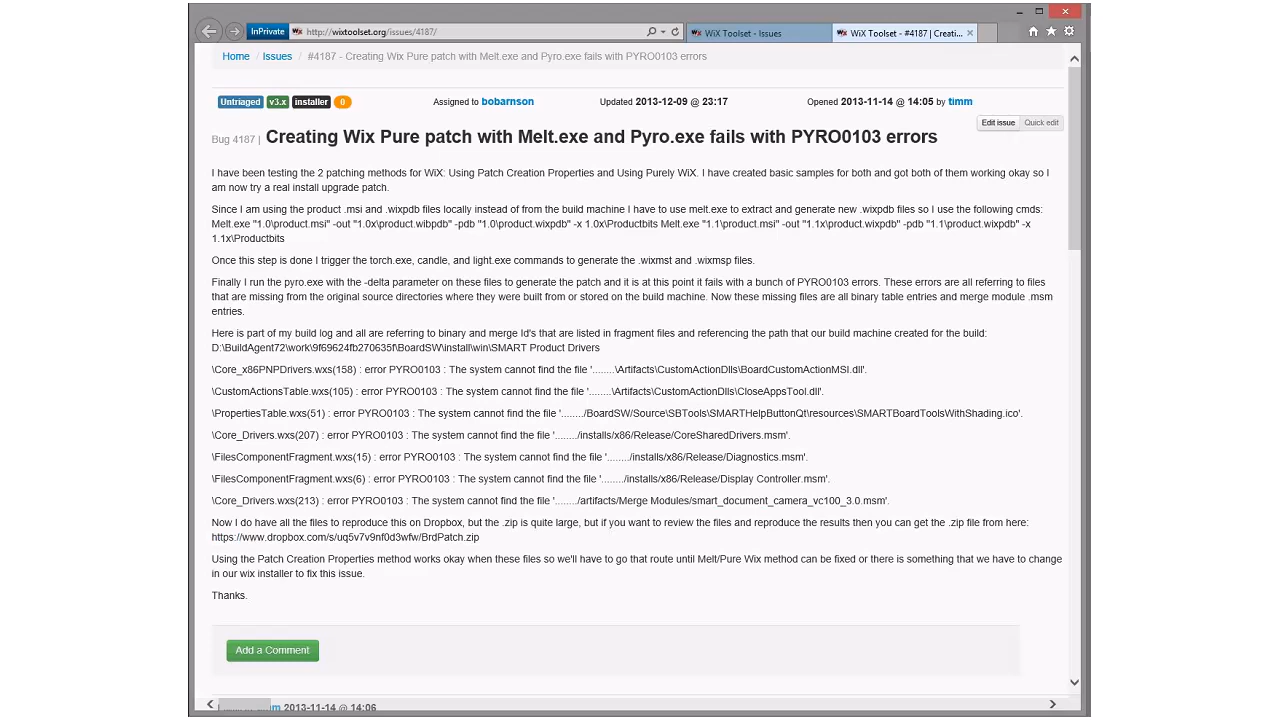 InPrivate http://wixtoolset.org/issues/4187/ WiX Toolset - Issues WiX Toolset - #4187 | Creati...
Home / Issues / #4187 - Creating Wix Pure patch with Melt.exe and Pyro.exe fails with PYRO0103 errors
Untriaged v3.x installer 0 Assigned to bobarnson Updated 2013-12-09 @ 23:17 Opened 2013-11-14 @ 14:05 by timm
Edit issue Quick edit
Bug 4187 | Creating Wix Pure patch with Melt.exe and Pyro.exe fails with PYRO0103 errors
I have been testing the 2 patching methods for WiX: Using Patch Creation Properties and Using Purely WiX. I have created basic samples for both and got both of them working okay so I
am now try a real install upgrade patch.
Since I am using the product .msi and .wixpdb files locally instead of from the build machine I have to use melt.exe to extract and generate new .wixpdb files so I use the following cmds:
Melt.exe "1.0\product.msi" -out "1.0x\product.wibpdb" -pdb "1.0\product.wixpdb" -x 1.0x\Productbits Melt.exe "1.1\product.msi" -out "1.1x\product.wixpdb" -pdb "1.1\product.wixpdb" -x
1.1x\Productbits
Once this step is done I trigger the torch.exe, candle, and light.exe commands to generate the .wixmst and .wixmsp files.
Finally I run the pyro.exe with the -delta parameter on these files to generate the patch and it is at this point it fails with a bunch of PYRO0103 errors. These errors are all referring to files
that are missing from the original source directories where they were built from or stored on the build machine. Now these missing files are all binary table entries and merge module .msm
entries.
Here is part of my build log and all are referring to binary and merge Id's that are listed in fragment files and referencing the path that our build machine created for the build:
D:\BuildAgent72\work\9f69624fb270635f\BoardSW\install\win\SMART Product Drivers
\Core_x86PNPDrivers.wxs(158) : error PYRO0103 : The system cannot find the file '........\Artifacts\CustomActionDlls\BoardCustomActionMSI.dll'.
\CustomActionsTable.wxs(105) : error PYRO0103 : The system cannot find the file '........\Artifacts\CustomActionDlls\CloseAppsTool.dll'.
\PropertiesTable.wxs(51) : error PYRO0103 : The system cannot find the file '......../BoardSW/Source\SBTools\SMARTHelpButtonQt\resources\SMARTBoardToolsWithShading.ico'.
\Core_Drivers.wxs(207) : error PYRO0103 : The system cannot find the file '......../installs/x86/Release/CoreSharedDrivers.msm'.
\FilesComponentFragment.wxs(15) : error PYRO0103 : The system cannot find the file '......../installs/x86/Release/Diagnostics.msm'.
\FilesComponentFragment.wxs(6) : error PYRO0103 : The system cannot find the file '......../installs/x86/Release/Display Controller.msm'.
\Core_Drivers.wxs(213) : error PYRO0103 : The system cannot find the file '......../artifacts/Merge Modules/smart_document_camera_vc100_3.0.msm'.
Now I do have all the files to reproduce this on Dropbox, but the .zip is quite large, but if you want to review the files and reproduce the results then you can get the .zip file from here:
https://www.dropbox.com/s/uq5v7v9nf0d3wfw/BrdPatch.zip
Using the Patch Creation Properties method works okay when these files so we'll have to go that route until Melt/Pure Wix method can be fixed or there is something that we have to change
in our wix installer to fix this issue.
Thanks.
Add a Comment
2013-11-14 @ 14:06